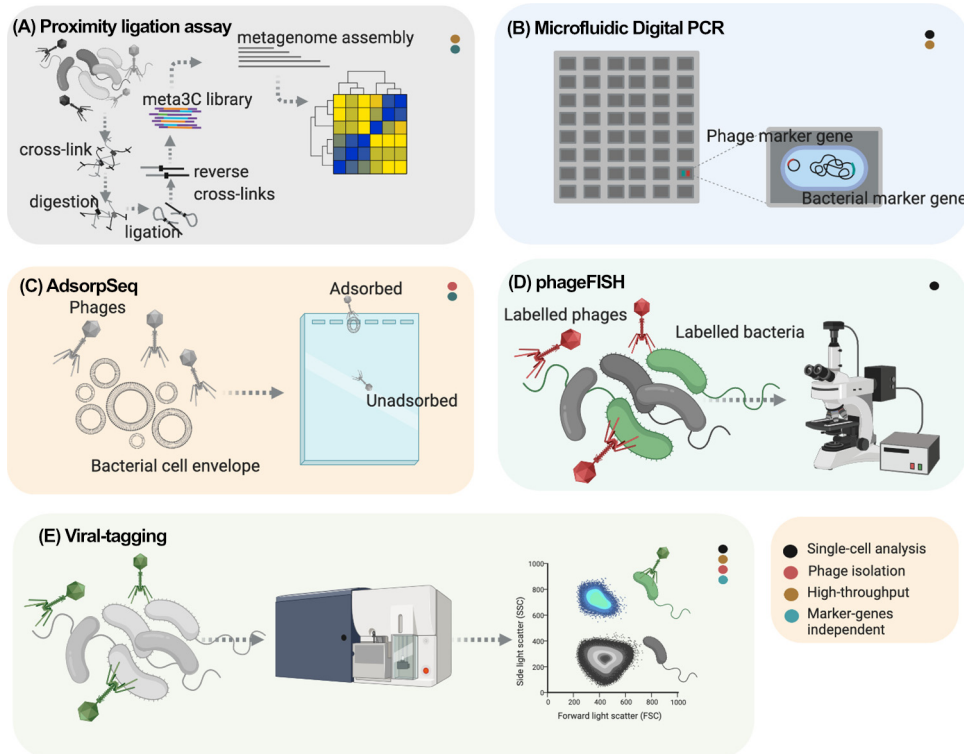 (A) Proximity ligation assay
metagenome assembly
meta3C library
cross-link
reverse
cross-links
digestion
ligation
(B) Microfluidic Digital PCR
Phage marker gene
Bacterial marker gene
(C) AdsorpSeq
Phages
Adsorbed
Unadsorbed
Bacterial cell envelope
(D) phageFISH
Labelled phages
Labelled bacteria
(E) Viral-tagging
Side light scatter (SSC)
1000
800
600
400
200
0
0 200 400 600 800 1000
Forward light scatter (FSC)
Single-cell analysis
Phage isolation
High-throughput
Marker-genes
independent